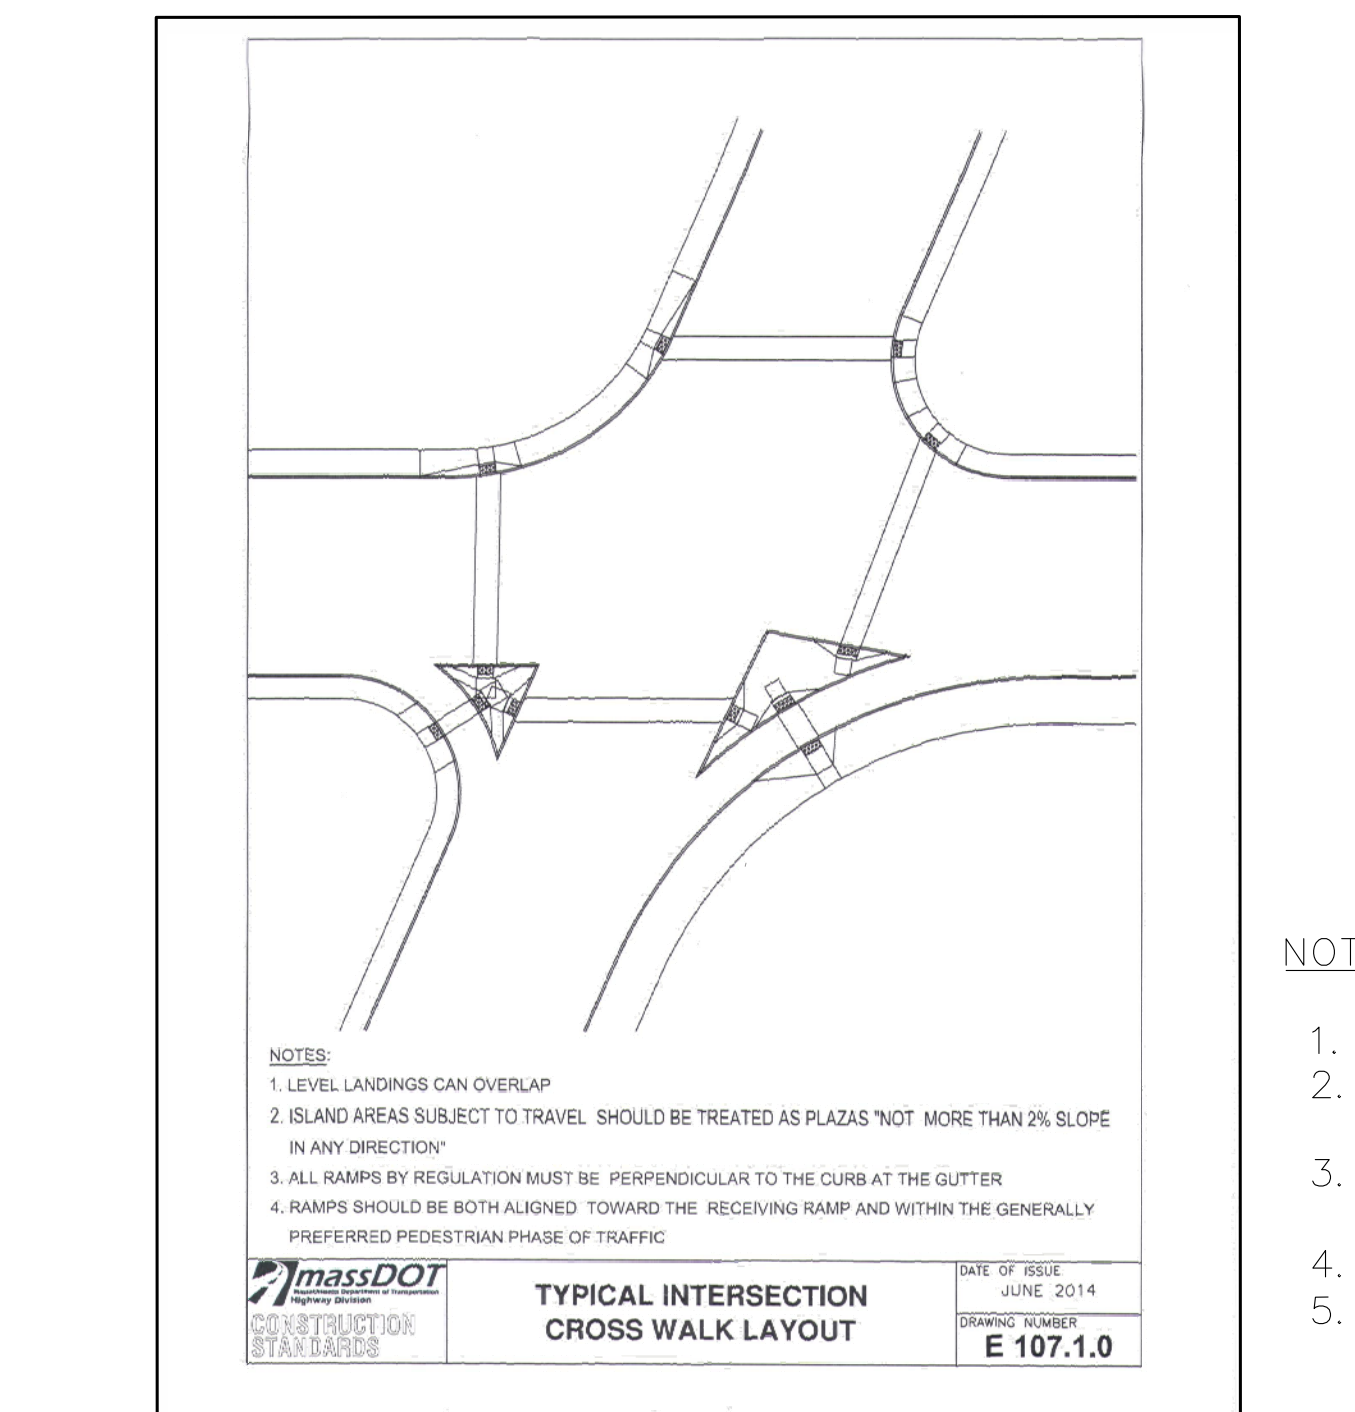 NOTES:
1. LEVEL LANDINGS CAN OVERLAP
2. ISLAND AREAS SUBJECT TO TRAVEL SHOULD BE TREATED AS PLAZAS "NOT MORE THAN 2% SLOPE
IN ANY DIRECTION"
3. ALL RAMPS BY REGULATION MUST BE PERPENDICULAR TO THE CURB AT THE GUTTER
4. RAMPS SHOULD BE BOTH ALIGNED TOWARD THE RECEIVING RAMP AND WITHIN THE GENERALLY
PREFERRED PEDESTRIAN PHASE OF TRAFFIC
massDOT
Massachusetts Department of Transportation
Highway Division
CONSTRUCTION
STANDARDS
TYPICAL INTERSECTION
CROSS WALK LAYOUT
DATE OF ISSUE
JUNE 2014
DRAWING NUMBER
E 107.1.0
NOT
1.
2.
3.
4.
5.